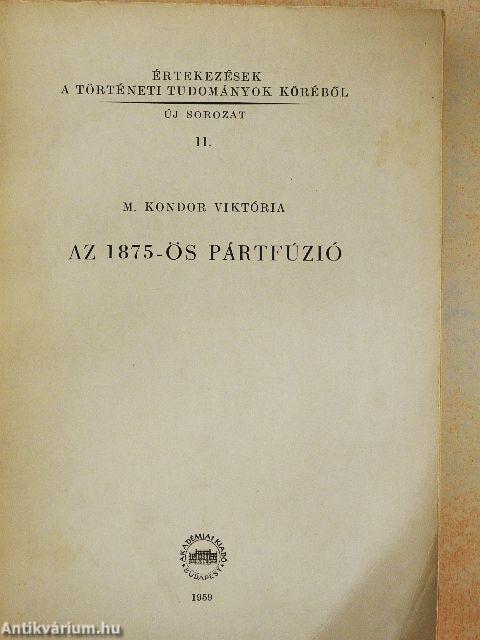 ÉRTEKEZÉSEK
A TÖRTÉNETI TUDOMÁNYOK KÖRÉBŐL
ÚJ SOROZAT
11.
M. KONDOR VIKTÓRIA
AZ 1875-ÖS PÁRTFÚZIÓ
AKADÉMIAI KIADÓ
BUDAPEST
1959
Antikvárium.hu